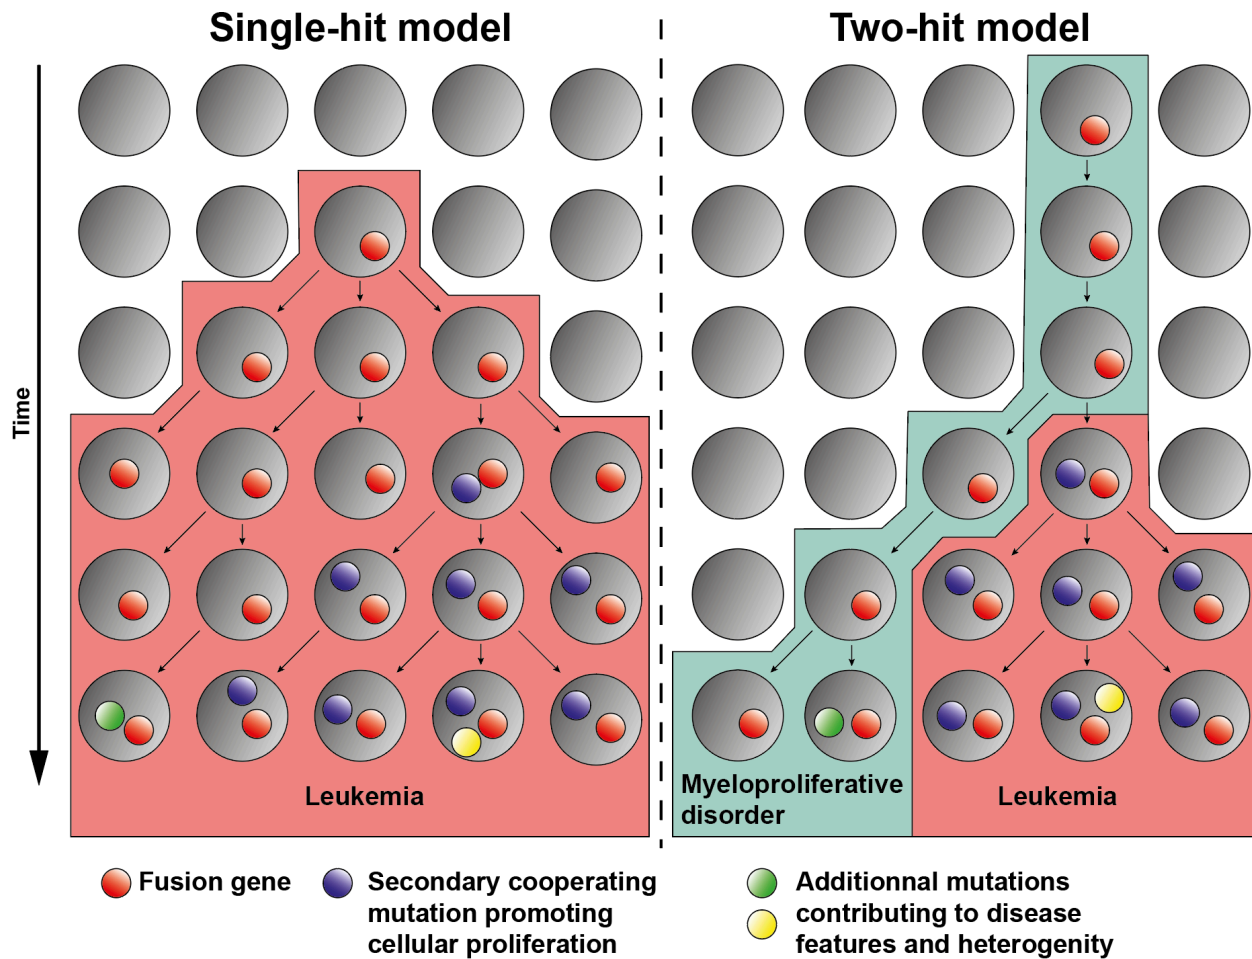 Single-hit model
Two-hit model
Time
Leukemia
Myeloproliferative
disorder
Leukemia
Fusion gene
Secondary cooperating
mutation promoting
cellular proliferation
Additionnal mutations
contributing to disease
features and heterogenity